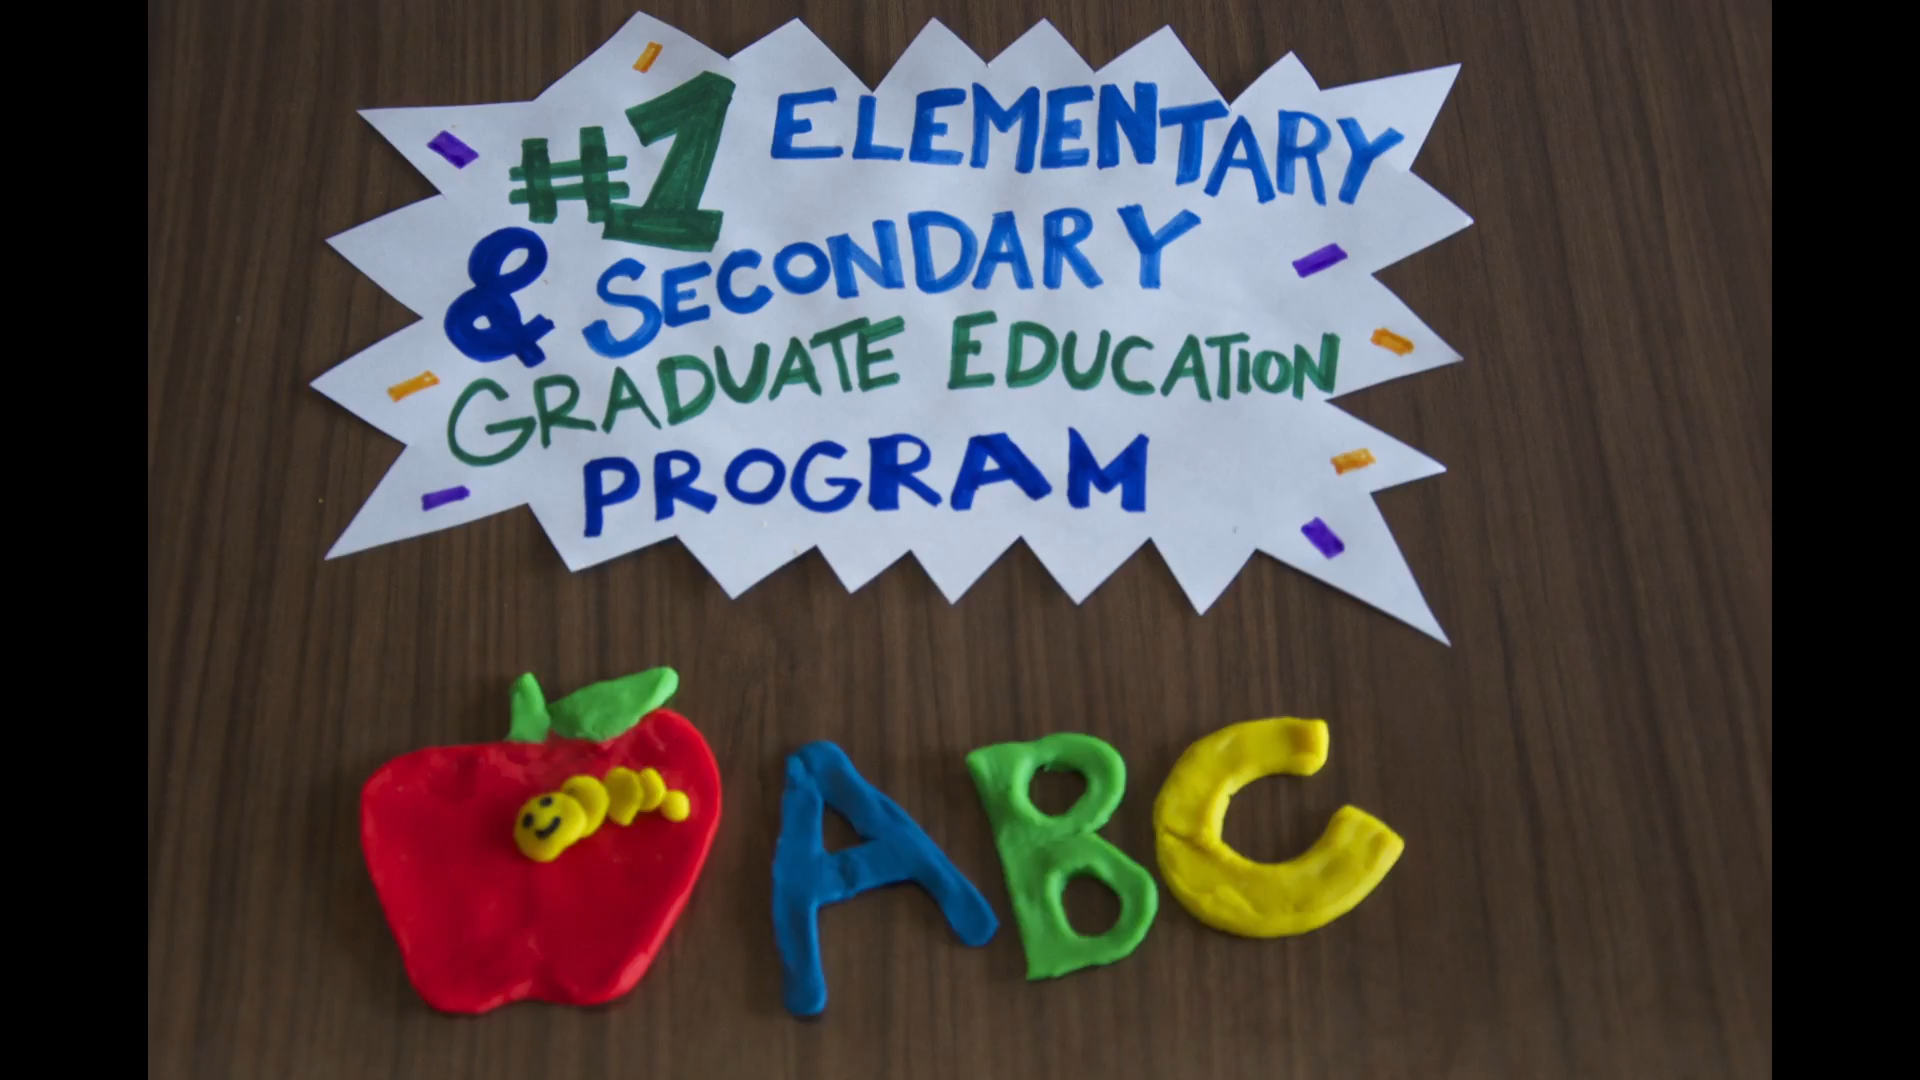 #1 ELEMENTARY
& SECONDARY
GRADUATE EDUCATION
PROGRAM
ABC